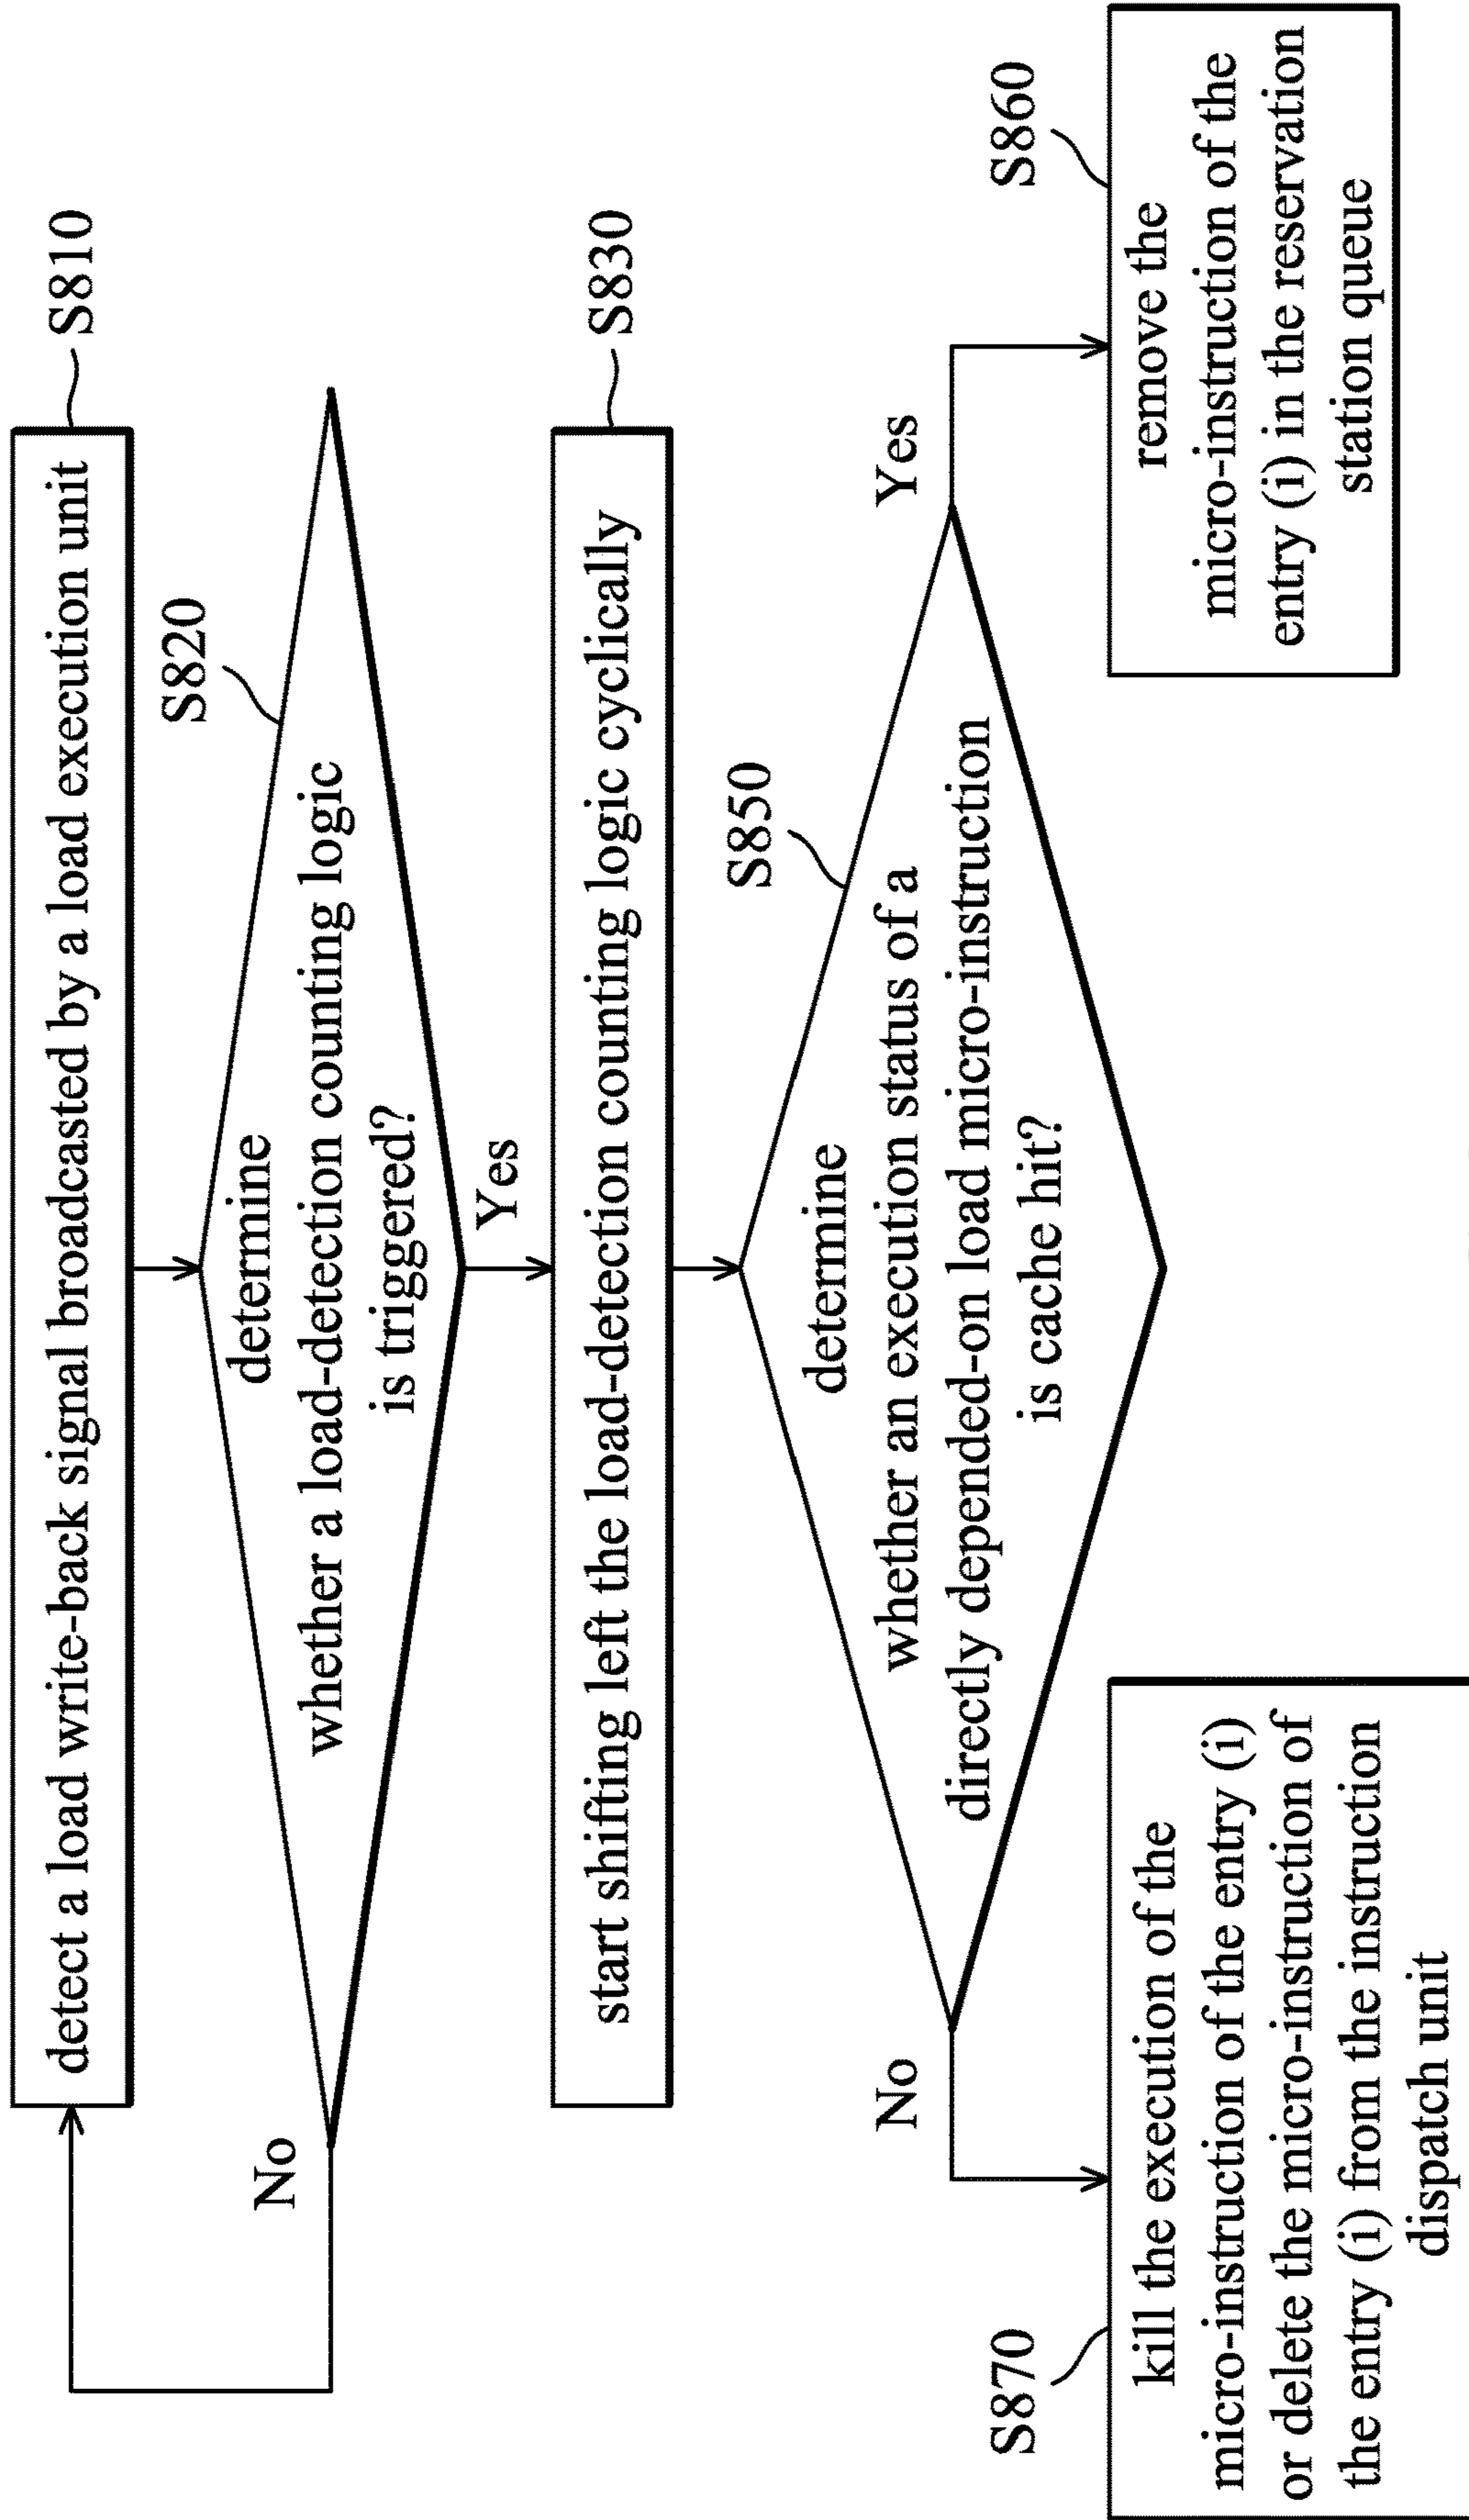 detect a load write-back signal broadcasted by a load execution unit
S810
S820
determine
whether a load-detection counting logic
is triggered?
No
Yes
start shifting left the load-detection counting logic cyclically
S830
S850
determine
whether an execution status of a
directly depended-on load micro-instruction
is cache hit?
No
Yes
S870
kill the execution of the
micro-instruction of the entry (i)
or delete the micro-instruction of
the entry (i) from the instruction
dispatch unit
S860
remove the
micro-instruction of the
entry (i) in the reservation
station queue